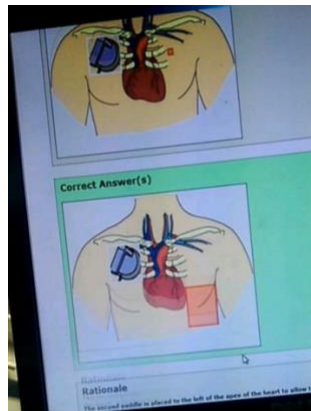 Correct Answer(s)
Rationale
Rationale
The second paddle is placed to the left of the apex of the heart to allow t